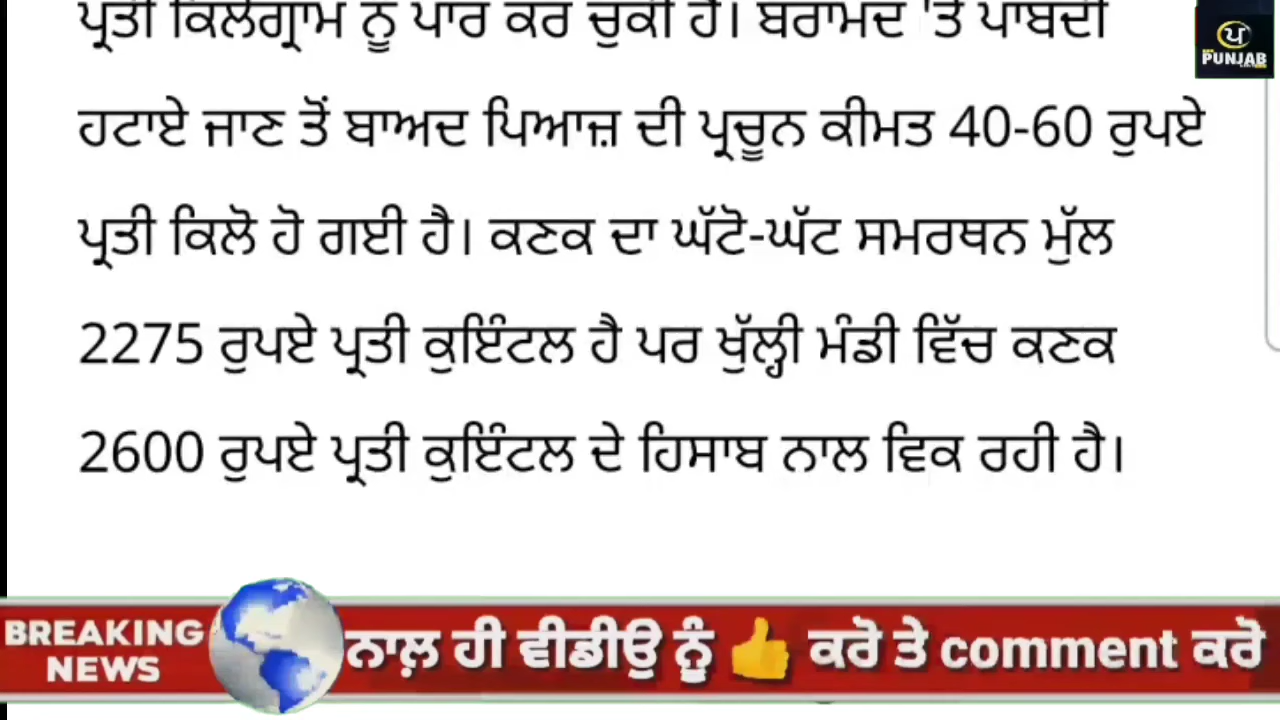 ਪ੍ਰਤੀ ਕਿਲੋਗ੍ਰਾਮ ਨੂੰ ਪਾਰ ਕਰ ਚੁੱਕੀ ਹੈ। ਬਰਾਮਦ 'ਤੇ ਪਾਬੰਦੀ
ਹਟਾਏ ਜਾਣ ਤੋਂ ਬਾਅਦ ਪਿਆਜ਼ ਦੀ ਪ੍ਰਚੂਨ ਕੀਮਤ 40-60 ਰੁਪਏ
ਪ੍ਰਤੀ ਕਿਲੋ ਹੋ ਗਈ ਹੈ। ਕਣਕ ਦਾ ਘੱਟੋ-ਘੱਟ ਸਮਰਥਨ ਮੁੱਲ
2275 ਰੁਪਏ ਪ੍ਰਤੀ ਕੁਇੰਟਲ ਹੈ ਪਰ ਖੁੱਲ੍ਹੀ ਮੰਡੀ ਵਿੱਚ ਕਣਕ
2600 ਰੁਪਏ ਪ੍ਰਤੀ ਕੁਇੰਟਲ ਦੇ ਹਿਸਾਬ ਨਾਲ ਵਿਕ ਰਹੀ ਹੈ।
ਪ
PUNJAB
BREAKING
NEWS
ਨਾਲ਼ ਹੀ ਵੀਡੀਉ ਨੂੰ 👍 ਕਰੋ ਤੇ comment ਕਰੋ